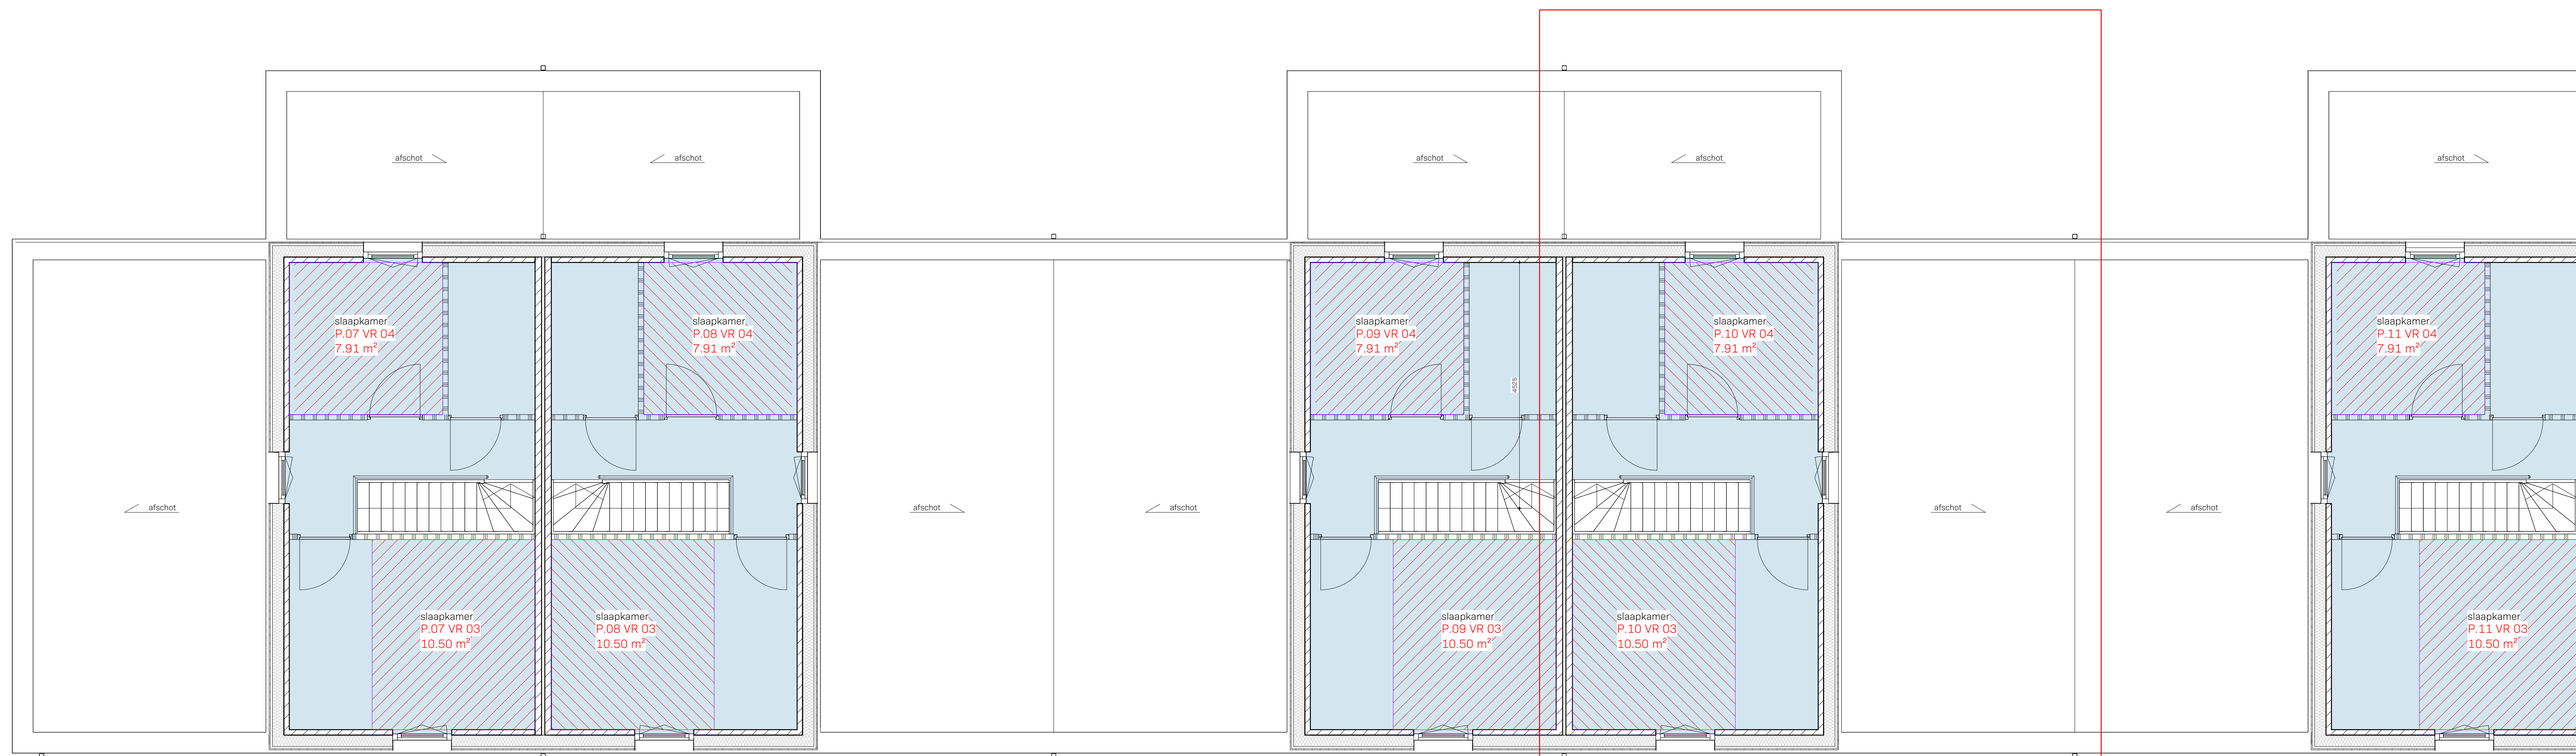 afschot
afschot
afschot
afschot
afschot
slaapkamer
P.07 VR 04
7.91 m²
slaapkamer
P.08 VR 04
7.91 m²
slaapkamer
P.09 VR 04
7.91 m²
slaapkamer
P.10 VR 04
7.91 m²
slaapkamer
P.11 VR 04
7.91 m²
4525
afschot
afschot
afschot
afschot
afschot
slaapkamer
P.07 VR 03
10.50 m²
slaapkamer
P.08 VR 03
10.50 m²
slaapkamer
P.09 VR 03
10.50 m²
slaapkamer
P.10 VR 03
10.50 m²
slaapkamer
P.11 VR 03
10.50 m²